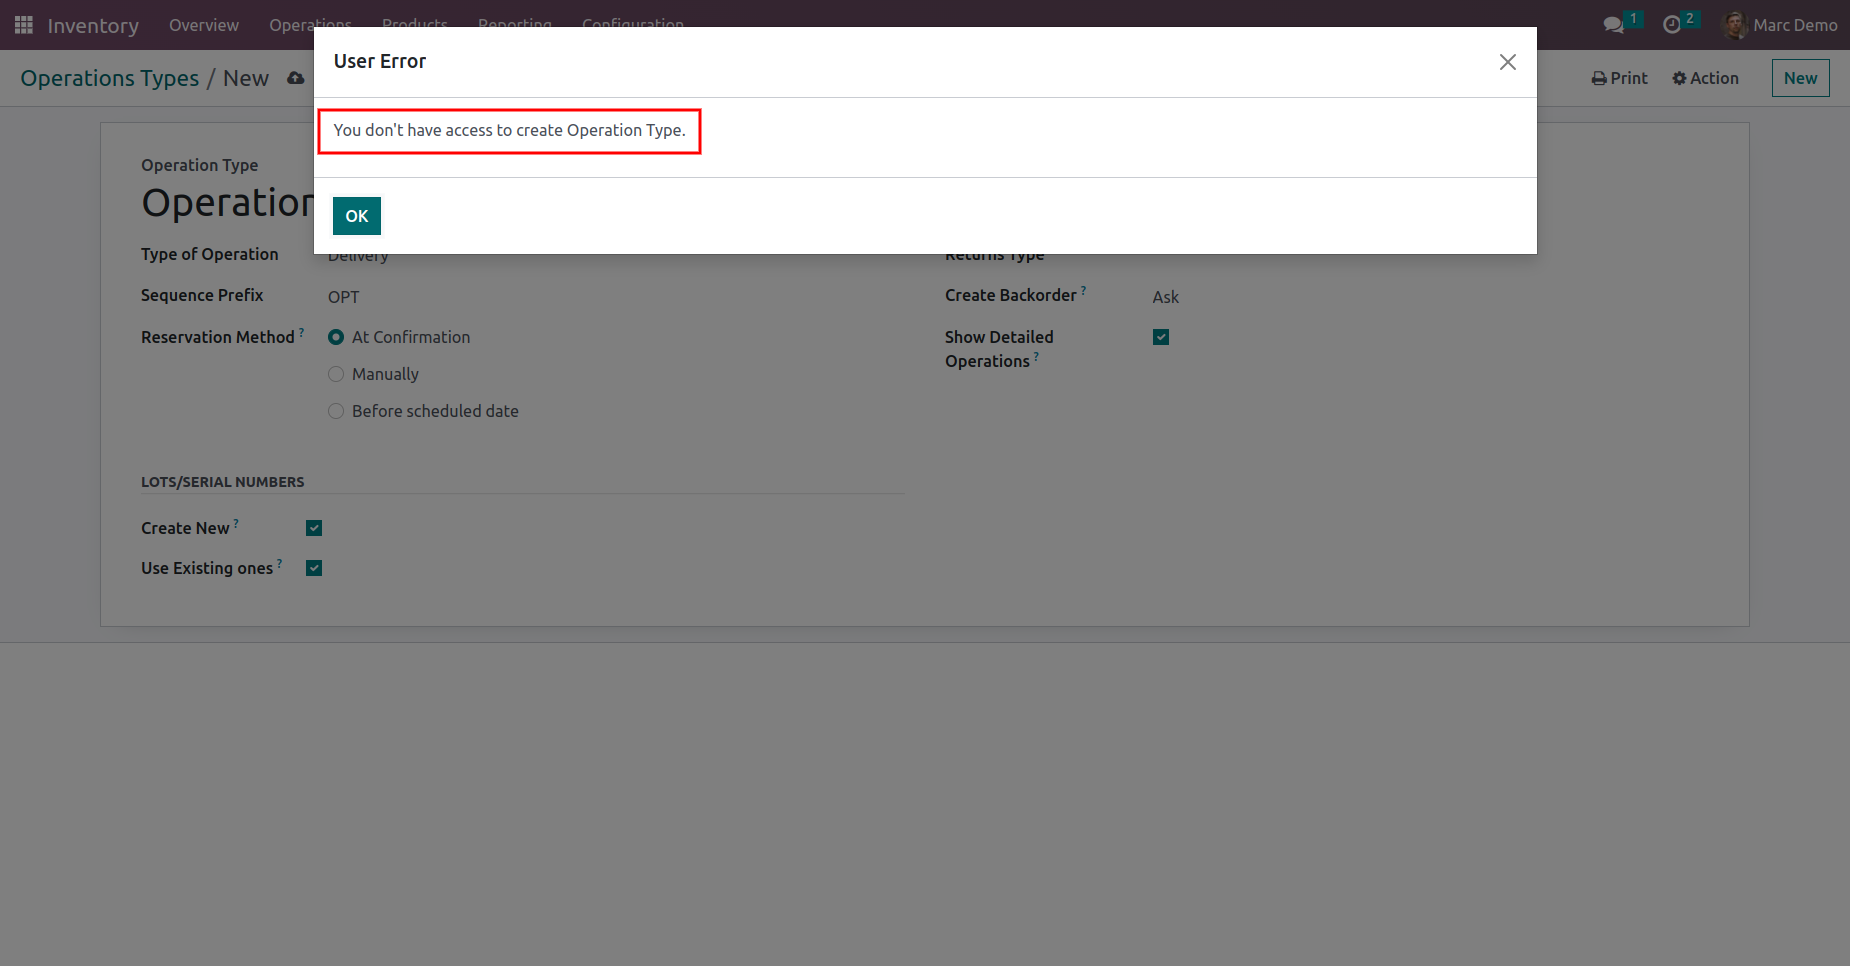 Inventory Overview Operations Products Reporting Configuration 1 2 Marc Demo
Operations Types / New Print Action New
User Error
You don't have access to create Operation Type.
OK
Operation Type
Operation
Type of Operation Delivery Returns Type
Sequence Prefix OPT Create Backorder ? Ask
Reservation Method ? At Confirmation Show Detailed
Operations ?
Manually
Before scheduled date
LOTS/SERIAL NUMBERS
Create New ?
Use Existing ones ?